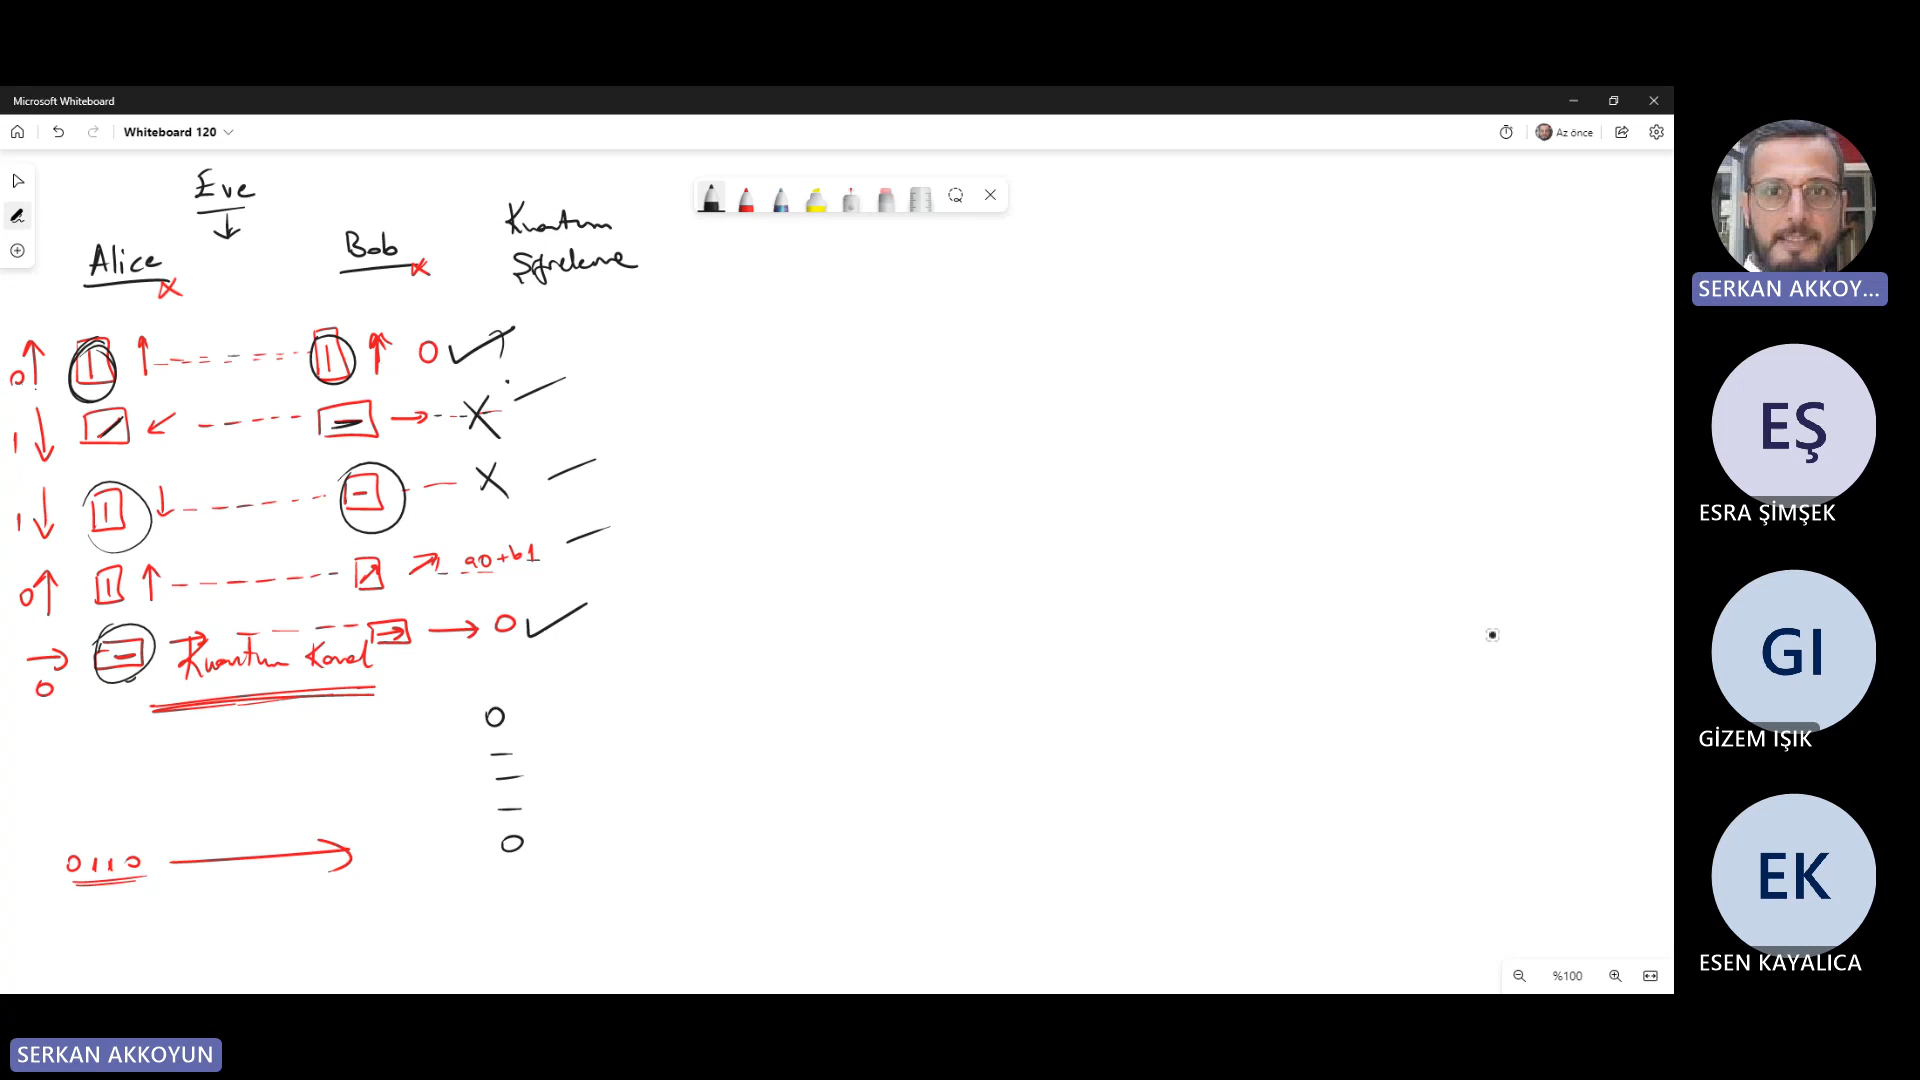 Microsoft Whiteboard
Whiteboard 120
Az önce
Eve
Alice
Bob
Kuantum
Şifreleme
0
0
1
1
0
a0+b1
0
0
Kuantum Kanal
0
0
0110
%100
SERKAN AKKOY...
EŞ
ESRA ŞİMŞEK
GI
GİZEM IŞIK
EK
ESEN KAYALICA
SERKAN AKKOYUN